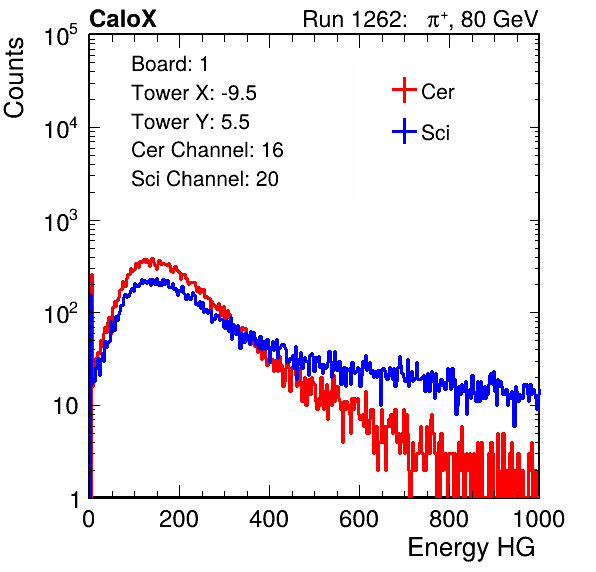 CaloX Run 1262: π⁺, 80 GeV
Counts
Board: 1
Tower X: -9.5
Tower Y: 5.5
Cer Channel: 16
Sci Channel: 20
Cer
Sci
10⁵
10⁴
10³
10²
10
1
0 200 400 600 800 1000
Energy HG